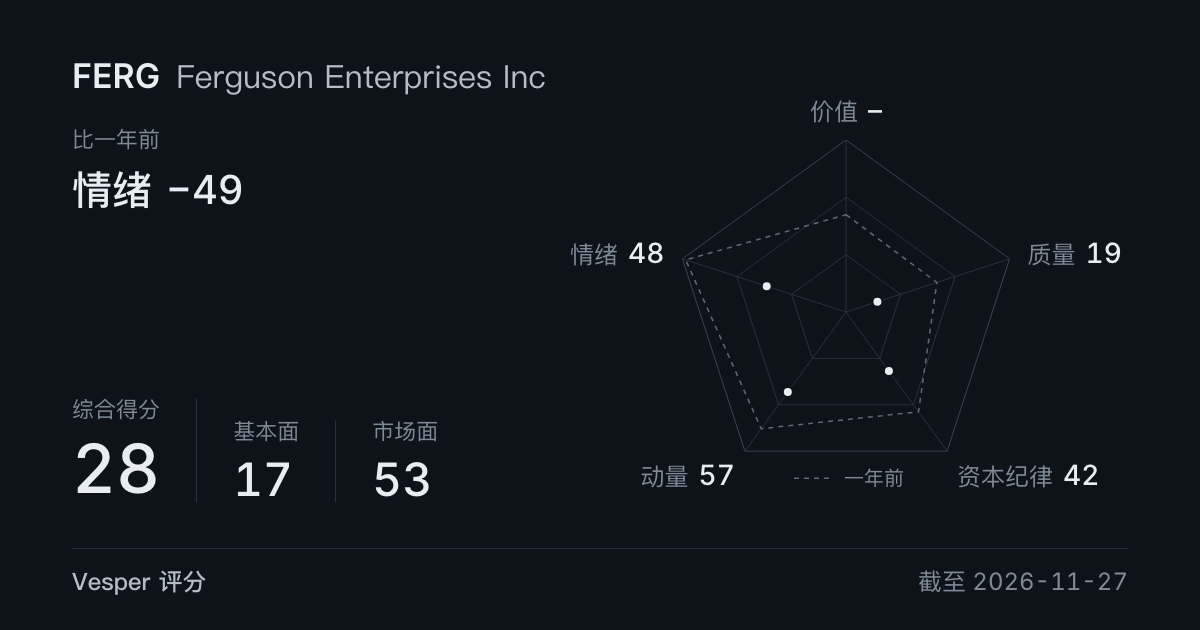 FERG Ferguson Enterprises Inc
比一年前
情绪 −49
价值 –
情绪 48
质量 19
动量 57
资本纪律 42
一年前
综合得分
28
基本面
17
市场面
53
Vesper 评分
截至 2026-11-27